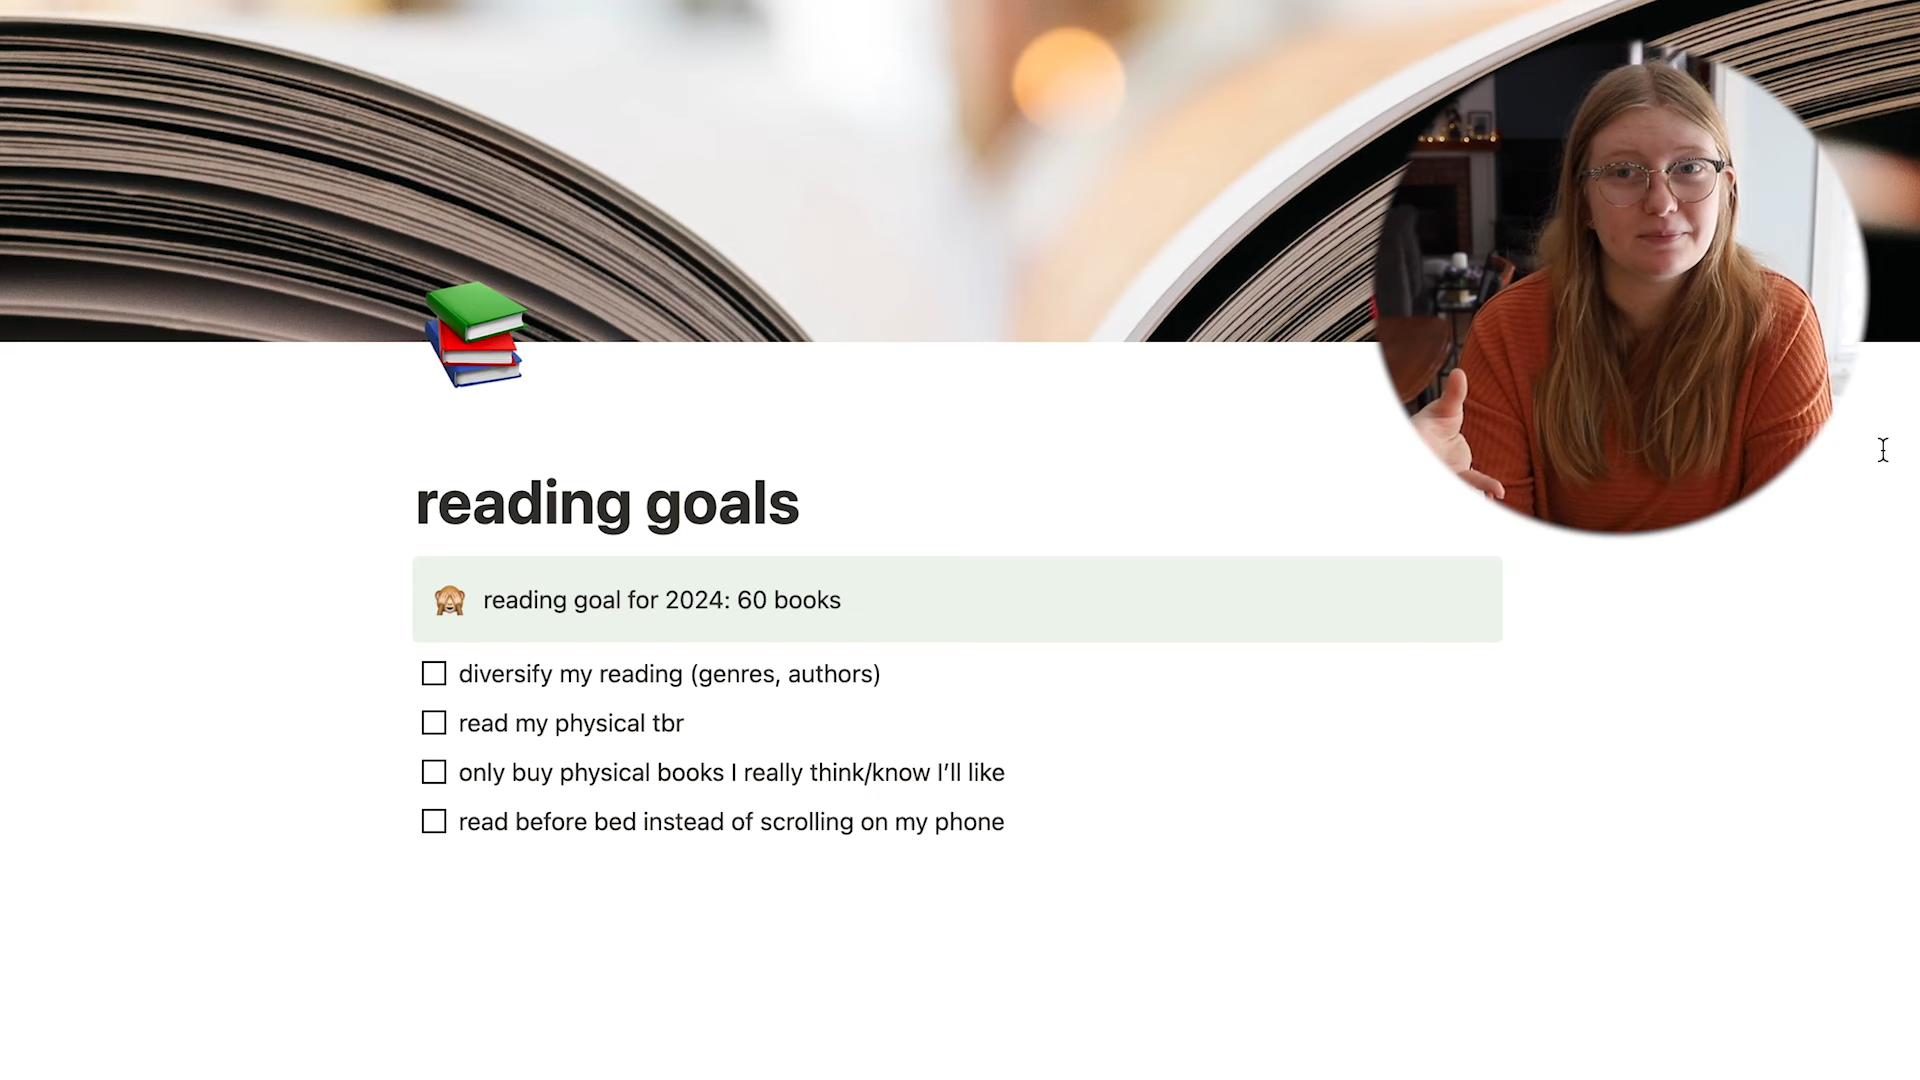 reading goals
reading goal for 2024: 60 books
diversify my reading (genres, authors)
read my physical tbr
only buy physical books I really think/know I’ll like
read before bed instead of scrolling on my phone